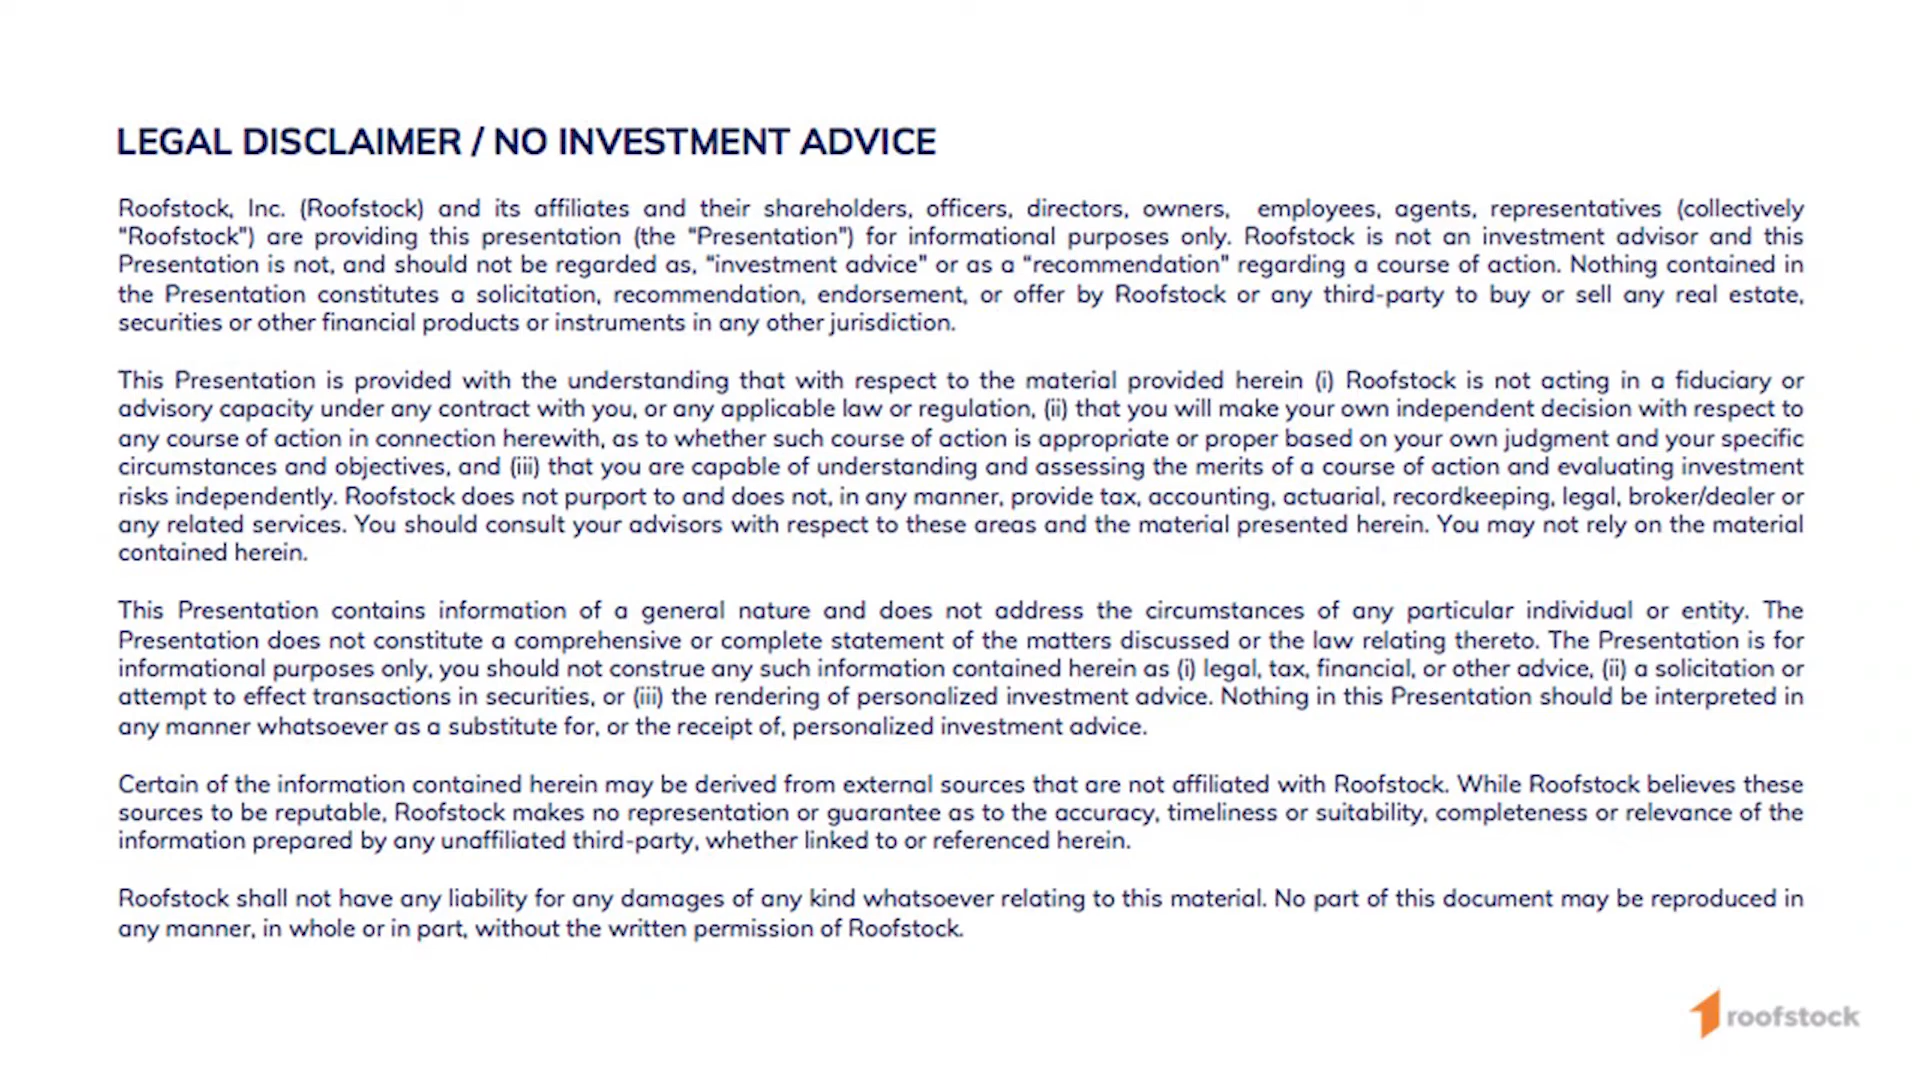 LEGAL DISCLAIMER / NO INVESTMENT ADVICE
Roofstock, Inc. (Roofstock) and its affiliates and their shareholders, officers, directors, owners, employees, agents, representatives (collectively
"Roofstock") are providing this presentation (the "Presentation") for informational purposes only. Roofstock is not an investment advisor and this
Presentation is not, and should not be regarded as, "investment advice" or as a "recommendation" regarding a course of action. Nothing contained in
the Presentation constitutes a solicitation, recommendation, endorsement, or offer by Roofstock or any third-party to buy or sell any real estate,
securities or other financial products or instruments in any other jurisdiction.
This Presentation is provided with the understanding that with respect to the material provided herein (i) Roofstock is not acting in a fiduciary or
advisory capacity under any contract with you, or any applicable law or regulation, (ii) that you will make your own independent decision with respect to
any course of action in connection herewith, as to whether such course of action is appropriate or proper based on your own judgment and your specific
circumstances and objectives, and (iii) that you are capable of understanding and assessing the merits of a course of action and evaluating investment
risks independently. Roofstock does not purport to and does not, in any manner, provide tax, accounting, actuarial, recordkeeping, legal, broker/dealer or
any related services. You should consult your advisors with respect to these areas and the material presented herein. You may not rely on the material
contained herein.
This Presentation contains information of a general nature and does not address the circumstances of any particular individual or entity. The
Presentation does not constitute a comprehensive or complete statement of the matters discussed or the law relating thereto. The Presentation is for
informational purposes only, you should not construe any such information contained herein as (i) legal, tax, financial, or other advice, (ii) a solicitation or
attempt to effect transactions in securities, or (iii) the rendering of personalized investment advice. Nothing in this Presentation should be interpreted in
any manner whatsoever as a substitute for, or the receipt of, personalized investment advice.
Certain of the information contained herein may be derived from external sources that are not affiliated with Roofstock. While Roofstock believes these
sources to be reputable, Roofstock makes no representation or guarantee as to the accuracy, timeliness or suitability, completeness or relevance of the
information prepared by any unaffiliated third-party, whether linked to or referenced herein.
Roofstock shall not have any liability for any damages of any kind whatsoever relating to this material. No part of this document may be reproduced in
any manner, in whole or in part, without the written permission of Roofstock.
roofstock